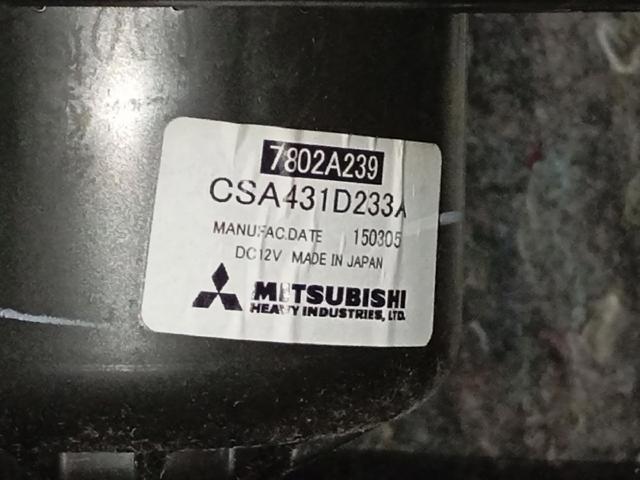 7802A239
CSA431D233A
MANUFAC.DATE 150305
DC12V MADE IN JAPAN
MITSUBISHI
HEAVY INDUSTRIES, LTD.